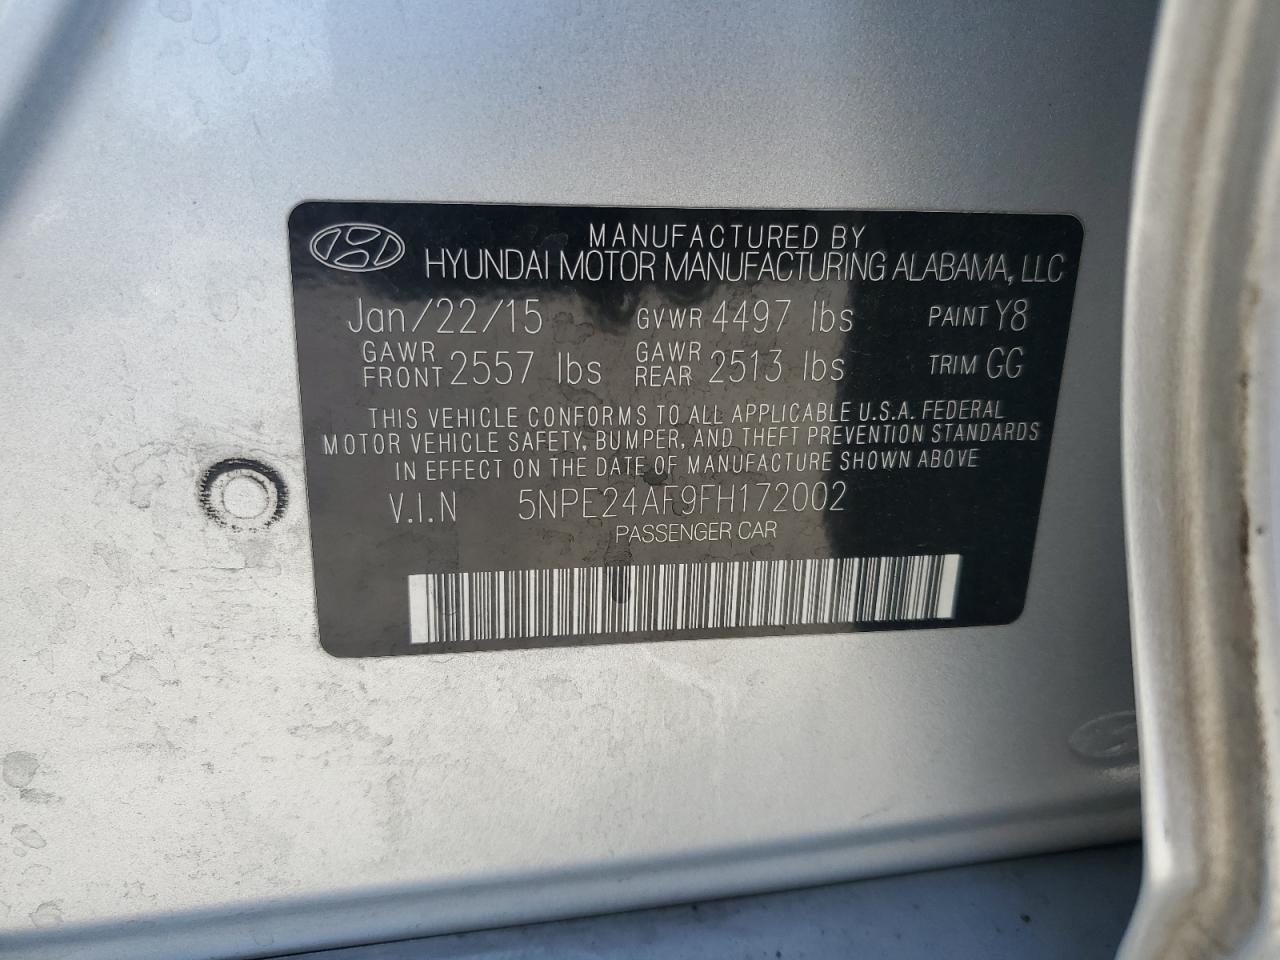 MANUFACTURED BY
HYUNDAI MOTOR MANUFACTURING ALABAMA, LLC
Jan/22/15 GVWR 4497 lbs PAINT Y8
GAWR FRONT 2557 lbs GAWR REAR 2513 lbs TRIM GG
THIS VEHICLE CONFORMS TO ALL APPLICABLE U.S.A. FEDERAL
MOTOR VEHICLE SAFETY, BUMPER, AND THEFT PREVENTION STANDARDS
IN EFFECT ON THE DATE OF MANUFACTURE SHOWN ABOVE
V.I.N 5NPE24AF9FH172002
PASSENGER CAR